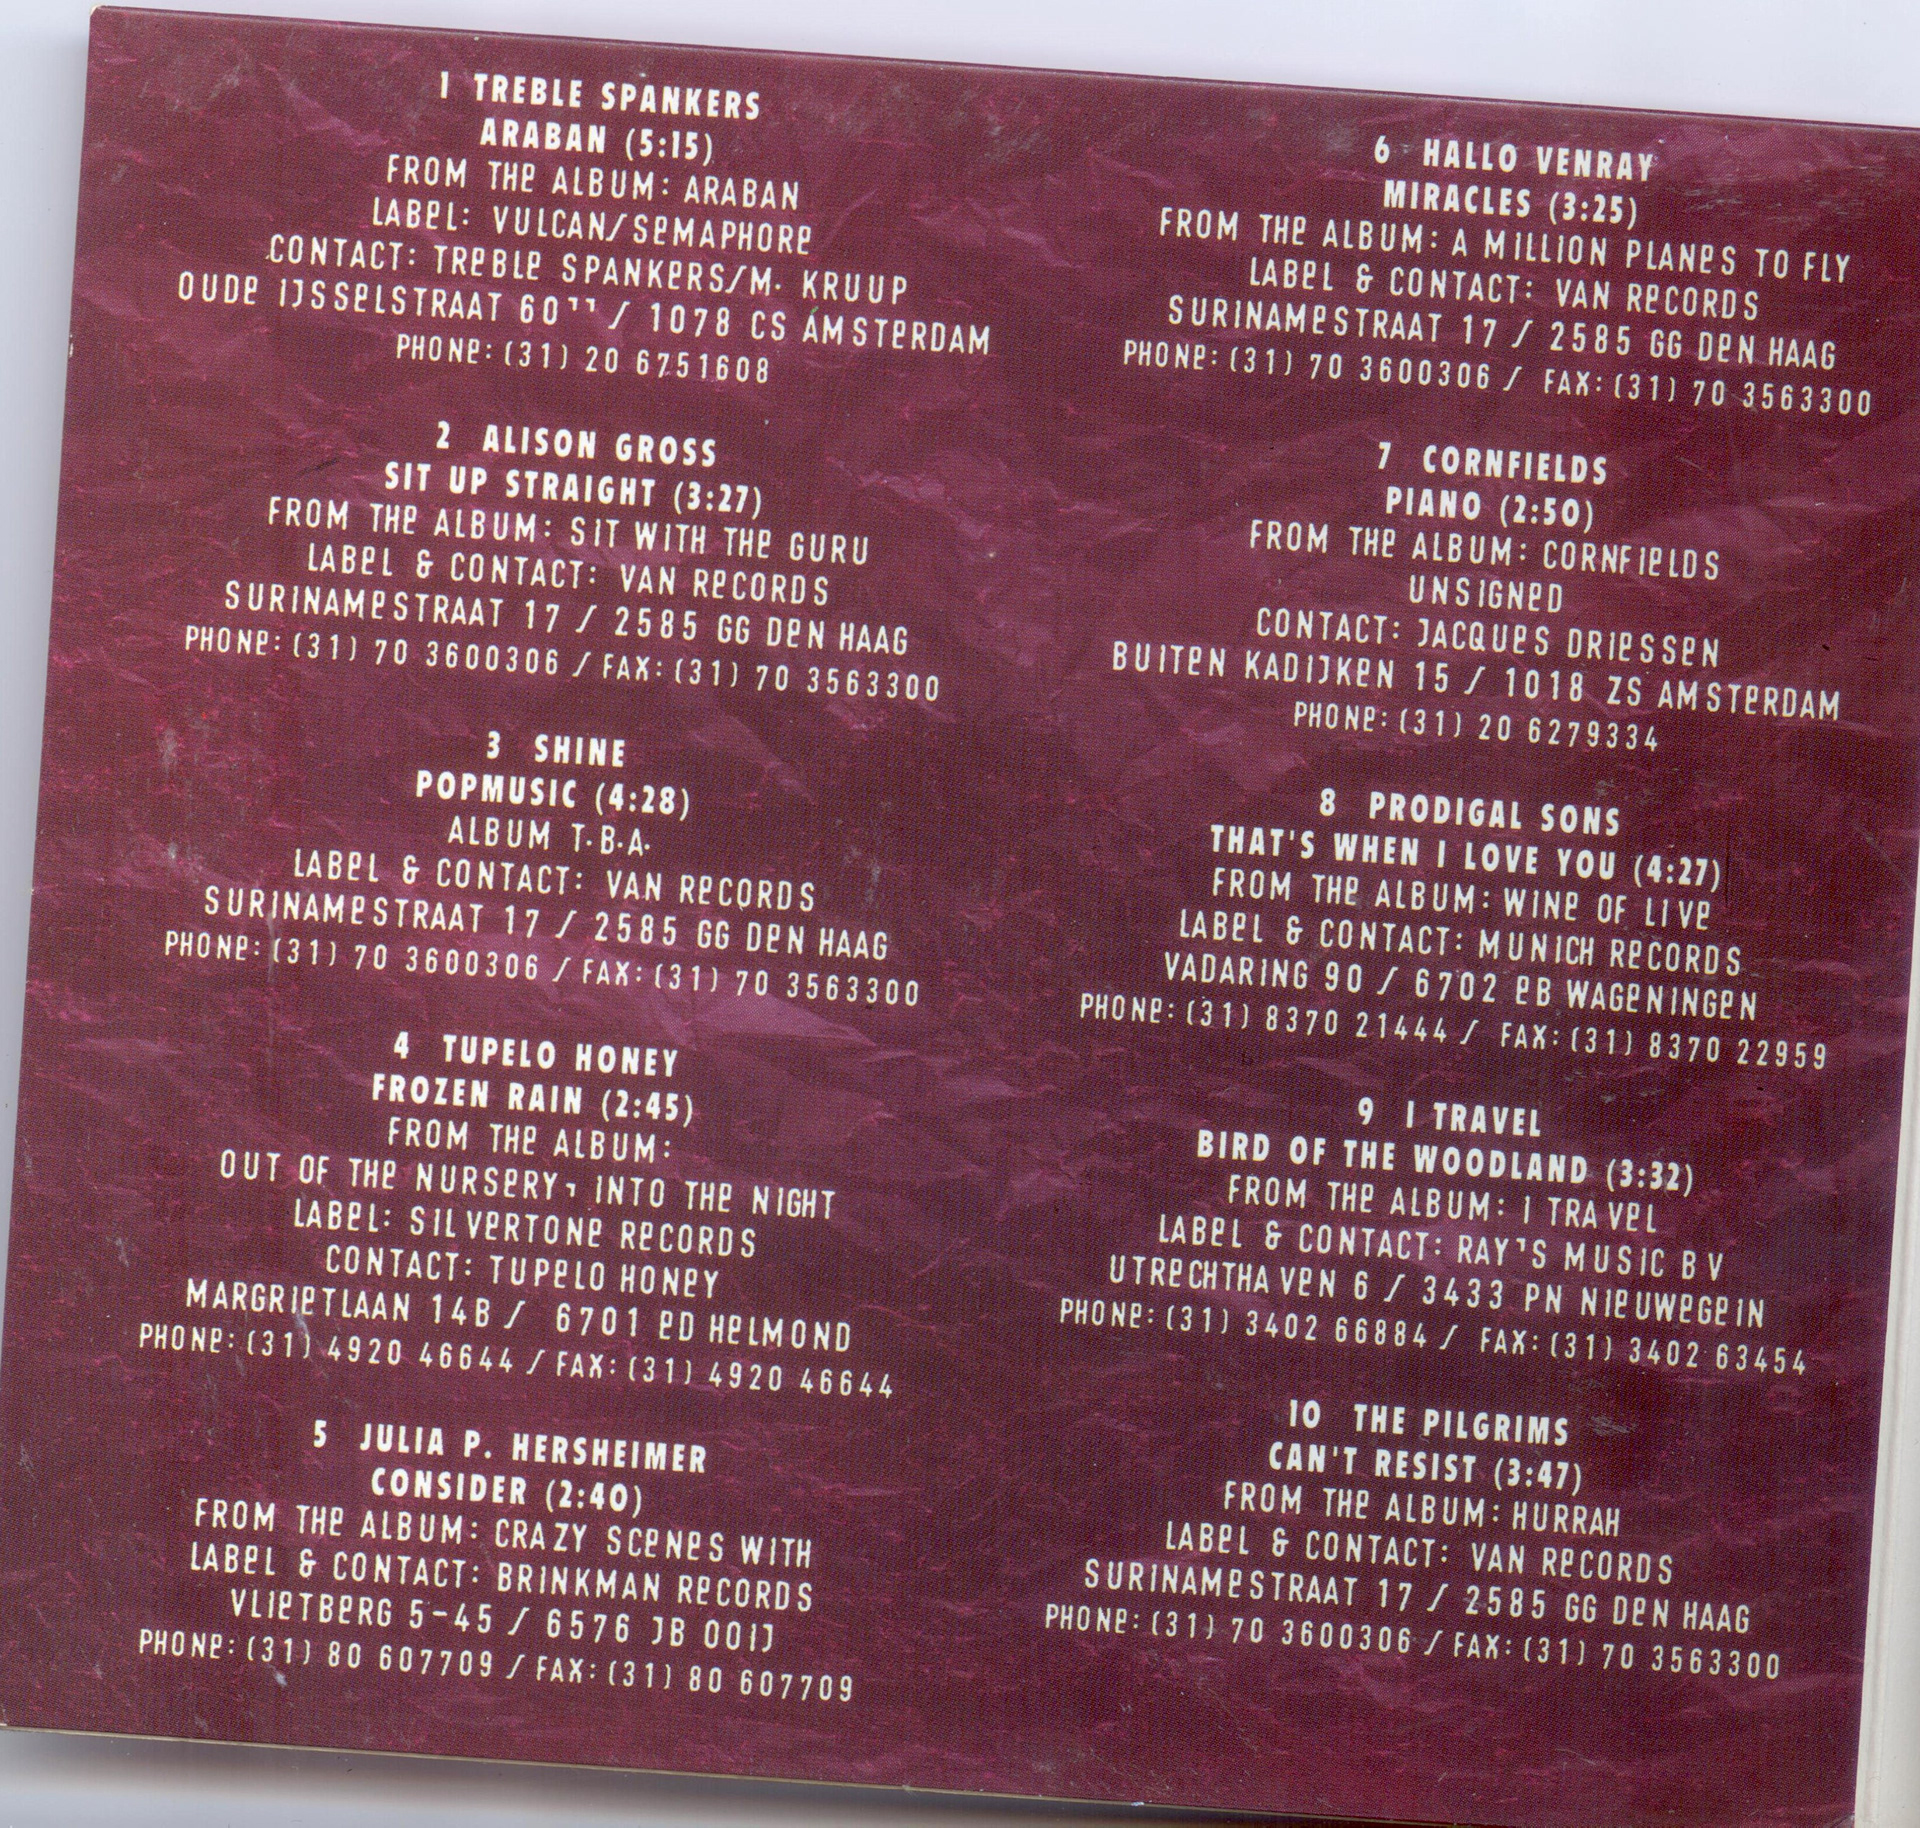 1 TREBLE SPANKERS
ARABAN (5:15)
FROM THE ALBUM: ARABAN
LABEL: VULCAN/SEMAPHORE
CONTACT: TREBLE SPANKERS/M. KRUUP
OUDE IJSSELSTRAAT 60'' / 1078 CS AMSTERDAM
PHONE: (31) 20 6751608
2 ALISON GROSS
SIT UP STRAIGHT (3:27)
FROM THE ALBUM: SIT WITH THE GURU
LABEL & CONTACT: VAN RECORDS
SURINAMESTRAAT 17 / 2585 GG DEN HAAG
PHONE: (31) 70 3600306 / FAX: (31) 70 3563300
3 SHINE
POPMUSIC (4:28)
ALBUM T.B.A.
LABEL & CONTACT: VAN RECORDS
SURINAMESTRAAT 17 / 2585 GG DEN HAAG
PHONE: (31) 70 3600306 / FAX: (31) 70 3563300
4 TUPELO HONEY
FROZEN RAIN (2:45)
FROM THE ALBUM:
OUT OF THE NURSERY, INTO THE NIGHT
LABEL: SILVERTONE RECORDS
CONTACT: TUPELO HONEY
MARGRIETLAAN 14B / 6701 ED HELMOND
PHONE: (31) 4920 46644 / FAX: (31) 4920 46644
5 JULIA P. HERSHEIMER
CONSIDER (2:40)
FROM THE ALBUM: CRAZY SCENES WITH
LABEL & CONTACT: BRINKMAN RECORDS
VLIETBERG 5-45 / 6576 JB OOIJ
PHONE: (31) 80 607709 / FAX: (31) 80 607709
6 HALLO VENRAY
MIRACLES (3:25)
FROM THE ALBUM: A MILLION PLANES TO FLY
LABEL & CONTACT: VAN RECORDS
SURINAMESTRAAT 17 / 2585 GG DEN HAAG
PHONE: (31) 70 3600306 / FAX: (31) 70 3563300
7 CORNFIELDS
PIANO (2:50)
FROM THE ALBUM: CORNFIELDS
UNSIGNED
CONTACT: JACQUES DRIESSEN
BUITEN KADIJKEN 15 / 1018 ZS AMSTERDAM
PHONE: (31) 20 6279334
8 PRODIGAL SONS
THAT'S WHEN I LOVE YOU (4:27)
FROM THE ALBUM: WINE OF LIVE
LABEL & CONTACT: MUNICH RECORDS
VADARING 90 / 6702 EB WAGENINGEN
PHONE: (31) 8370 21444 / FAX: (31) 8370 22959
9 I TRAVEL
BIRD OF THE WOODLAND (3:32)
FROM THE ALBUM: I TRAVEL
LABEL & CONTACT: RAY'S MUSIC BV
UTRECHTHAVEN 6 / 3433 PN NIEUWEGEIN
PHONE: (31) 3402 66884 / FAX: (31) 3402 63454
10 THE PILGRIMS
CAN'T RESIST (3:47)
FROM THE ALBUM: HURRAH
LABEL & CONTACT: VAN RECORDS
SURINAMESTRAAT 17 / 2585 GG DEN HAAG
PHONE: (31) 70 3600306 / FAX: (31) 70 3563300